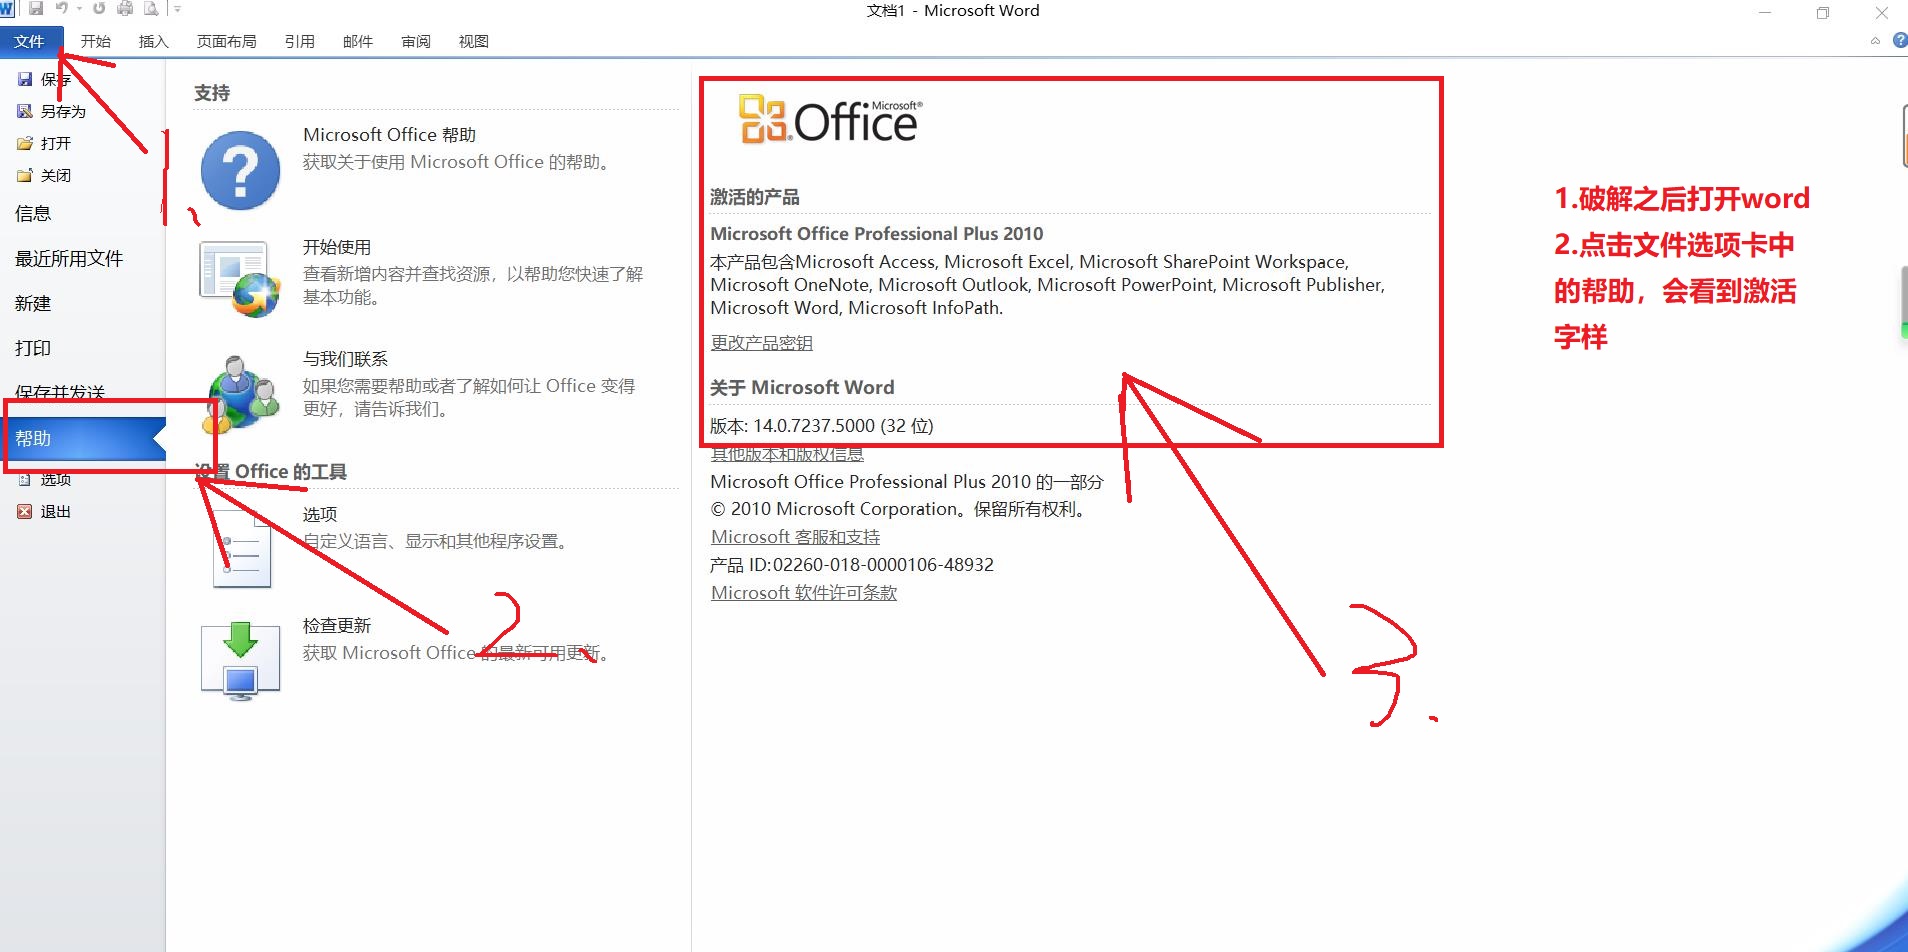 文档1 - Microsoft Word
文件 开始 插入 页面布局 引用 邮件 审阅 视图
保存
另存为
打开
关闭
信息
最近所用文件
新建
打印
保存并发送
帮助
选项
退出
支持
Microsoft Office 帮助
获取关于使用 Microsoft Office 的帮助。
开始使用
查看新增内容并查找资源，以帮助您快速了解
基本功能。
与我们联系
如果您需要帮助或者了解如何让 Office 变得
更好，请告诉我们。
设置 Office 的工具
选项
自定义语言、显示和其他程序设置。
检查更新
获取 Microsoft Office 的最新可用更新。
1、
2、
Microsoft®
Office
激活的产品
Microsoft Office Professional Plus 2010
本产品包含Microsoft Access, Microsoft Excel, Microsoft SharePoint Workspace,
Microsoft OneNote, Microsoft Outlook, Microsoft PowerPoint, Microsoft Publisher,
Microsoft Word, Microsoft InfoPath.
更改产品密钥
关于 Microsoft Word
版本: 14.0.7237.5000 (32 位)
其他版本和版权信息
Microsoft Office Professional Plus 2010 的一部分
© 2010 Microsoft Corporation。保留所有权利。
Microsoft 客服和支持
产品 ID:02260-018-0000106-48932
Microsoft 软件许可条款
3.
1.破解之后打开word
2.点击文件选项卡中
的帮助，会看到激活
字样